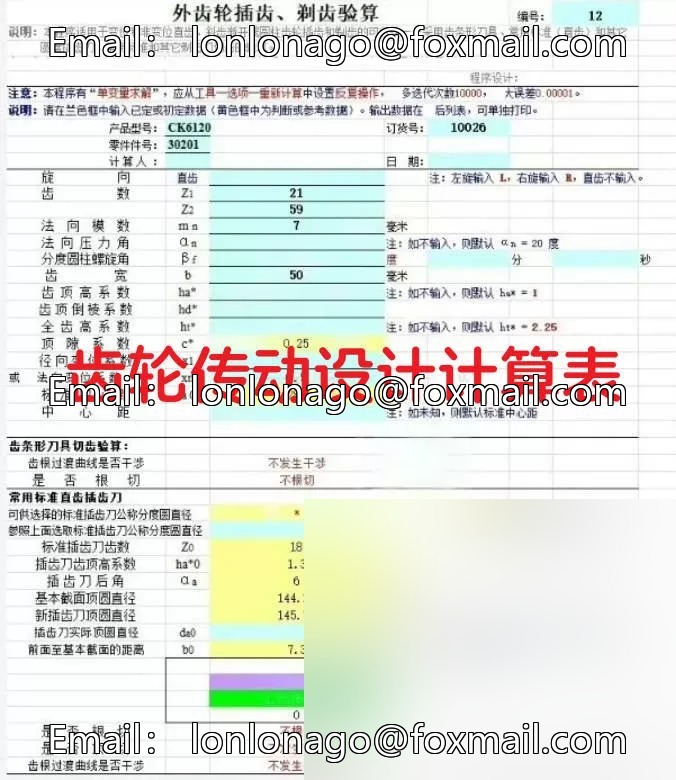 外齿轮插齿、剃齿验算
编号： 12
说明：
Email： lonlonago@foxmail.com
程序设计：
注意：本程序有“单变量求解”，应从工具—选项—重新计算中设置反复操作， 多迭代次数10000， 大误差0.00001。
说明：请在兰色框中输入已定或初定数据（黄色框中为判断或参考数据）。输出数据在 后列表，可单独打印。
产品型号： CK6120 订货号： 10026
零件件号： 30201
计算人： 日 期：
旋 向 直齿 注：左旋输入 L，右旋输入 R，直齿不输入。
齿 数 Z1 21
Z2 59
法 向 模 数 mn 7 毫米
法 向 压 力 角 αn 注：如不输入，则默认 αn = 20 度
分度圆柱螺旋角 βf 度 分 秒
齿 宽 b 50 毫米
齿 顶 高 系 数 ha* 注：如不输入，则默认 ha* = 1
齿 顶 倒 棱 系 数 hd*
全 齿 高 系 数 ht* 注：如不输入，则默认 ht* = 2.25
顶 隙 系 数 c* 0.25
齿轮传动设计计算表
Email： lonlonago@foxmail.com
中 心 距 注：如未知，则默认标准中心距
齿条形刀具切齿验算：
齿根过渡曲线是否干涉 不发生干涉
是 否 根 切 不根切
常用标准直齿插齿刀
可供选择的标准插齿刀公称分度圆直径 *
参照上面选取标准插齿刀公称分度圆直径
标准插齿刀齿数 Z0 18
插齿刀齿顶高系数 ha*0 1.3
插 齿 刀 后 角 αa 6
基本截面顶圆直径 144.
新插齿刀顶圆直径 145.
插齿刀实际顶圆直径 da0
前面至基本截面的距离 b0 7.3
0
Email： lonlonago@foxmail.com
齿根过渡曲线是否干涉 不发生